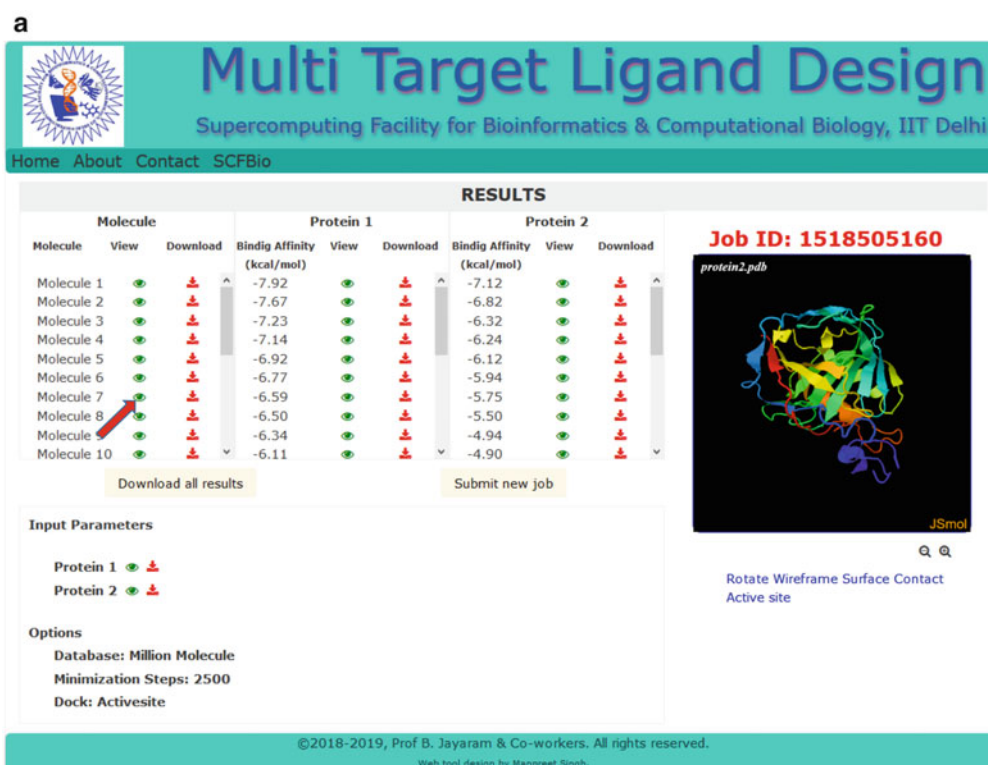 a
Multi Target Ligand Design
Supercomputing Facility for Bioinformatics & Computational Biology, IIT Delhi
Home About Contact SCFBio
RESULTS
Molecule Protein 1 Protein 2
Molecule View Download Bindig Affinity View Download Bindig Affinity View Download
(kcal/mol) (kcal/mol)
Molecule 1 -7.92 -7.12
Molecule 2 -7.67 -6.82
Molecule 3 -7.23 -6.32
Molecule 4 -7.14 -6.24
Molecule 5 -6.92 -6.12
Molecule 6 -6.77 -5.94
Molecule 7 -6.59 -5.75
Molecule 8 -6.50 -5.50
Molecule -6.34 -4.94
Molecule 10 -6.11 -4.90
Download all results Submit new job
Job ID: 1518505160
protein2.pdb
JSmol
Rotate Wireframe Surface Contact
Active site
Input Parameters
Protein 1
Protein 2
Options
Database: Million Molecule
Minimization Steps: 2500
Dock: Activesite
©2018-2019, Prof B. Jayaram & Co-workers. All rights reserved.
Web tool design by Manpreet Singh.